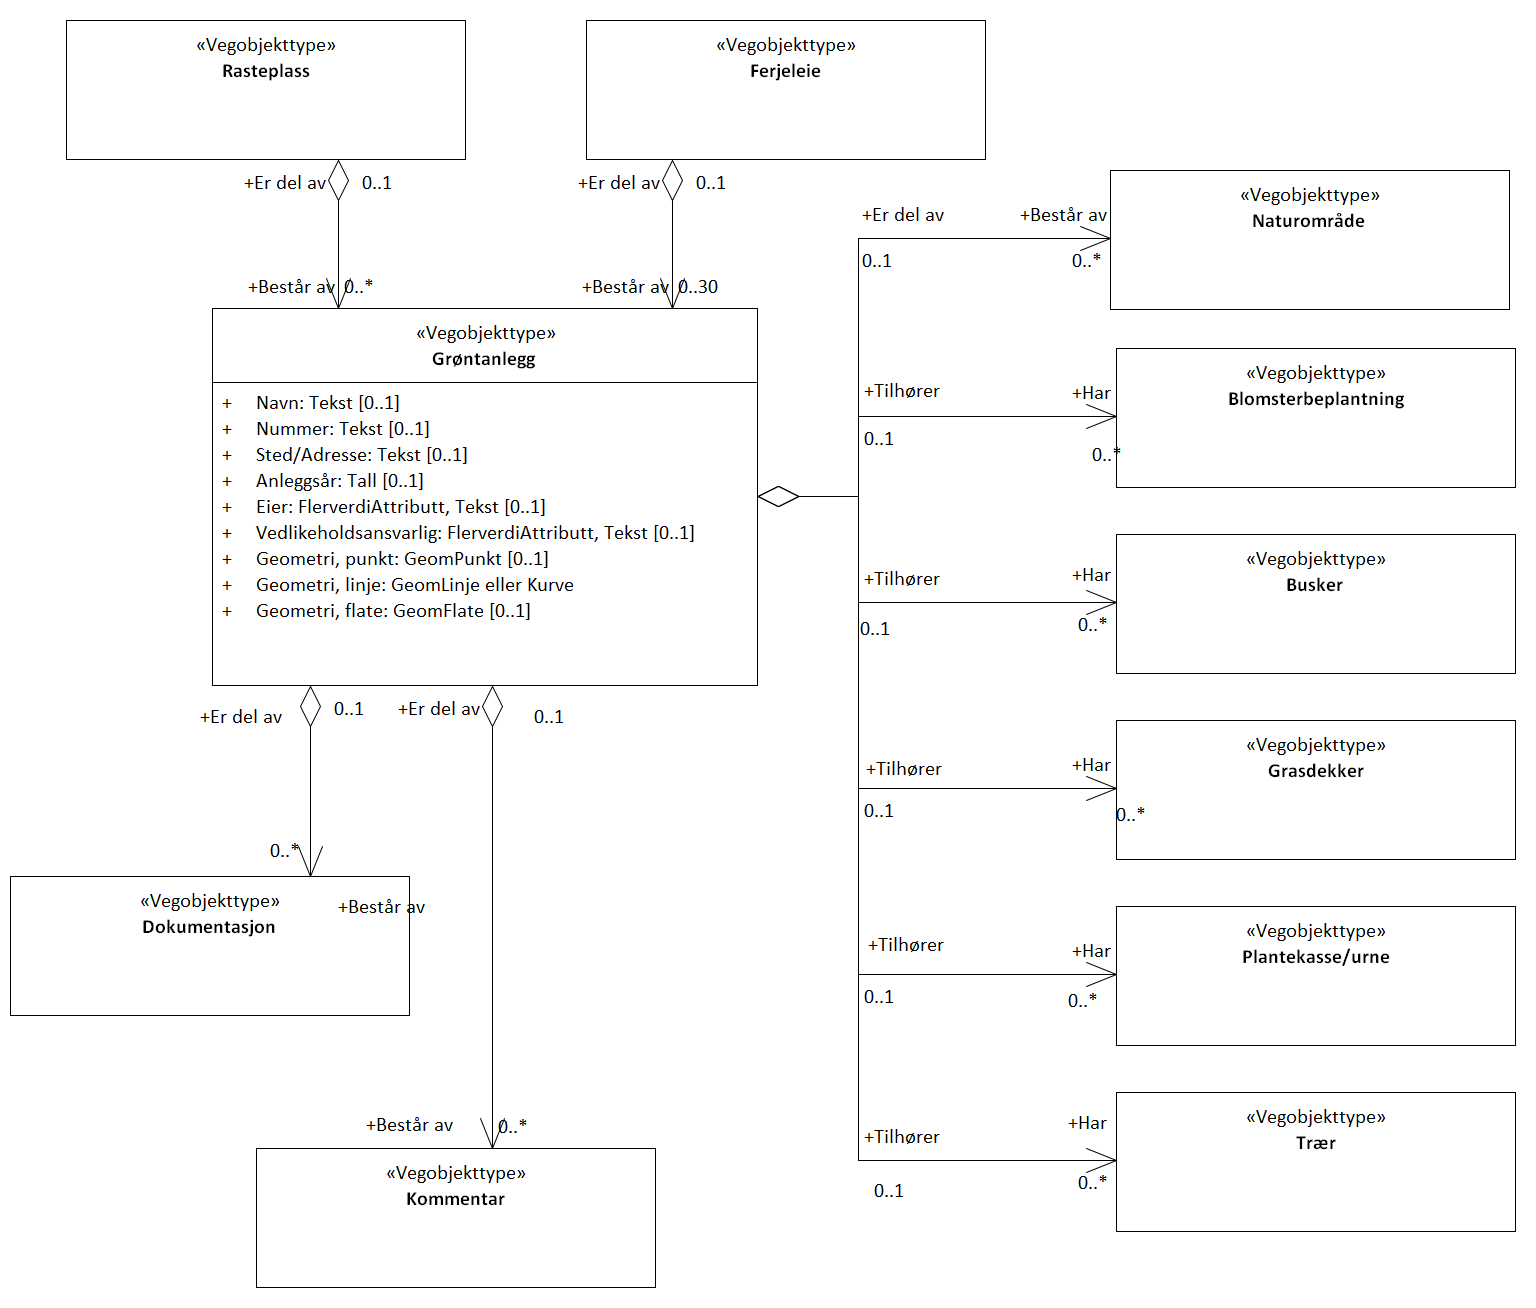 «Vegobjekttype»
Rasteplass
«Vegobjekttype»
Ferjeleie
+Er del av 0..1
+Er del av 0..1
+Består av 0..*
+Består av 0..30
«Vegobjekttype»
Grøntanlegg
+ Navn: Tekst [0..1]
+ Nummer: Tekst [0..1]
+ Sted/Adresse: Tekst [0..1]
+ Anleggsår: Tall [0..1]
+ Eier: FlerverdiAttributt, Tekst [0..1]
+ Vedlikeholdsansvarlig: FlerverdiAttributt, Tekst [0..1]
+ Geometri, punkt: GeomPunkt [0..1]
+ Geometri, linje: GeomLinje eller Kurve
+ Geometri, flate: GeomFlate [0..1]
+Er del av +Består av
0..1 0..*
«Vegobjekttype»
Naturområde
+Tilhører +Har
0..1 0..*
«Vegobjekttype»
Blomsterbeplantning
+Tilhører +Har
0..1 0..*
«Vegobjekttype»
Busker
+Tilhører +Har
0..1 0..*
«Vegobjekttype»
Grasdekker
+Tilhører +Har
0..1 0..*
«Vegobjekttype»
Plantekasse/urne
+Tilhører +Har
0..1 0..*
«Vegobjekttype»
Trær
+Er del av 0..1
+Er del av 0..1
0..*
+Består av
«Vegobjekttype»
Dokumentasjon
+Består av 0..*
«Vegobjekttype»
Kommentar